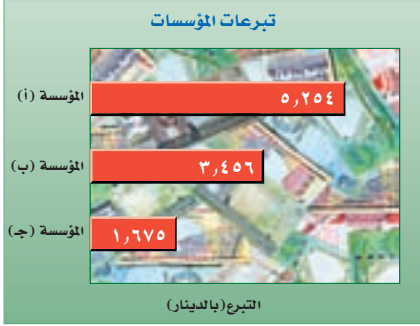 تبرعات المؤسسات
المؤسسة (أ)
٥,٢٥٤
المؤسسة (ب)
٣,٤٥٦
المؤسسة (جـ)
١,٦٧٥
التبرع(بالدينار)